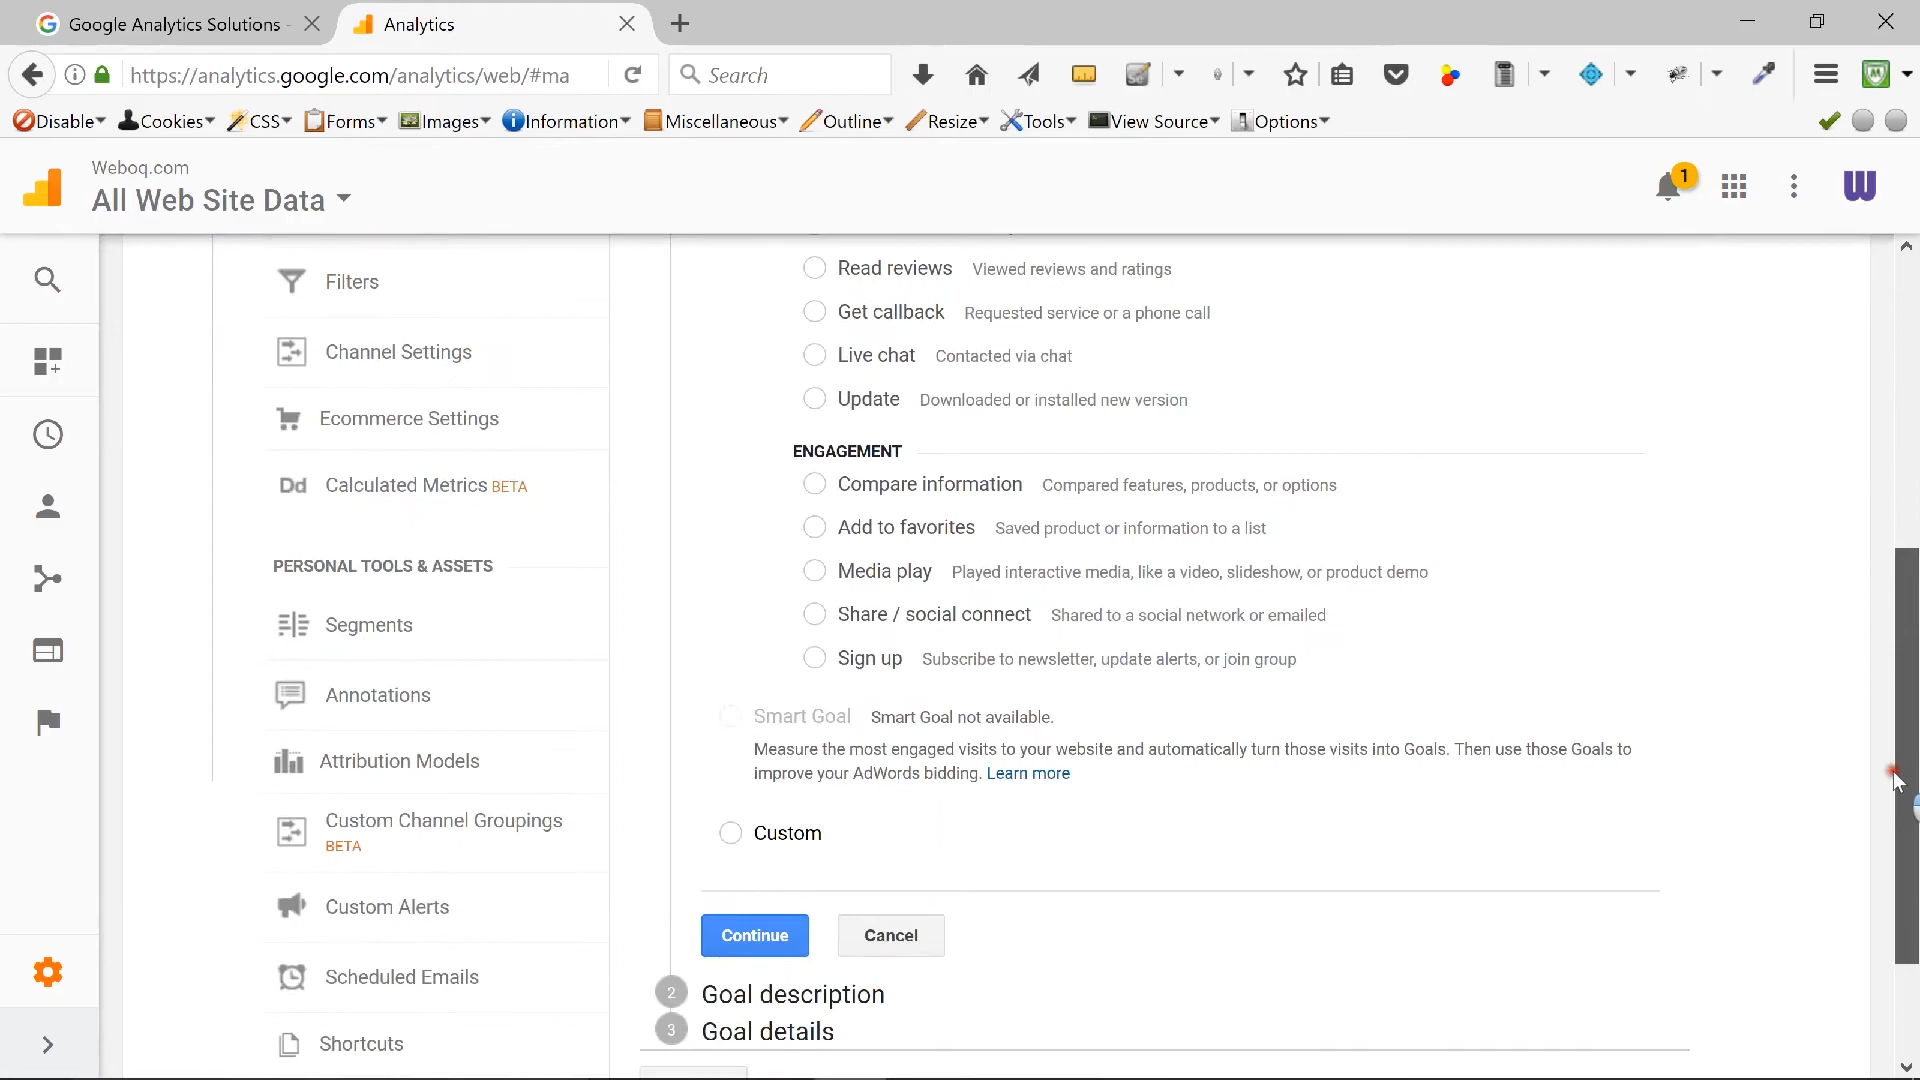 Google Analytics Solutions -
Analytics
https://analytics.google.com/analytics/web/#ma
Search
Disable
Cookies
CSS
Forms
Images
Information
Miscellaneous
Outline
Resize
Tools
View Source
Options
Weboq.com
All Web Site Data
1
Filters
Channel Settings
Ecommerce Settings
Dd Calculated Metrics BETA
PERSONAL TOOLS & ASSETS
Segments
Annotations
Attribution Models
Custom Channel Groupings
BETA
Custom Alerts
Scheduled Emails
Shortcuts
Read reviews Viewed reviews and ratings
Get callback Requested service or a phone call
Live chat Contacted via chat
Update Downloaded or installed new version
ENGAGEMENT
Compare information Compared features, products, or options
Add to favorites Saved product or information to a list
Media play Played interactive media, like a video, slideshow, or product demo
Share / social connect Shared to a social network or emailed
Sign up Subscribe to newsletter, update alerts, or join group
Smart Goal Smart Goal not available.
Measure the most engaged visits to your website and automatically turn those visits into Goals. Then use those Goals to
improve your AdWords bidding. Learn more
Custom
Continue
Cancel
2 Goal description
3 Goal details